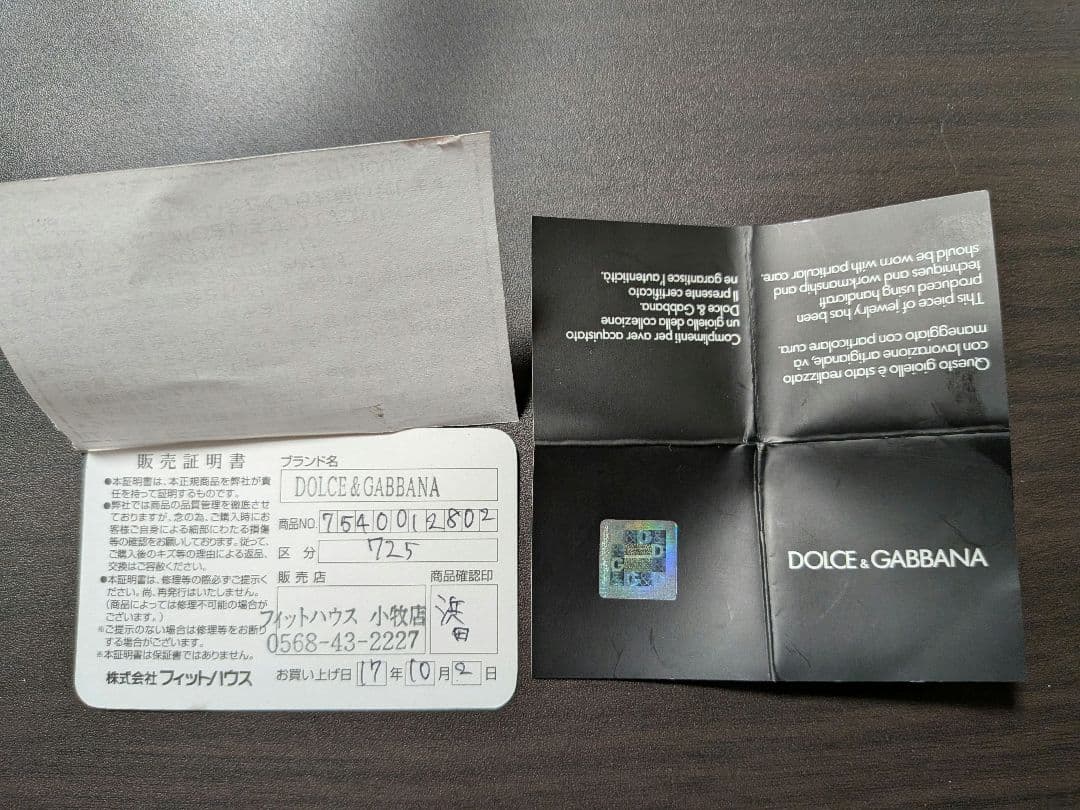 販売証明書
●本証明書は、本正規商品を弊社が責
任を持って証明するものです。
●弊社では商品の品質管理を徹底させ
ておりますが、念の為、ご購入時にお
客様ご自身による細部にわたる損傷
等の確認をお願いしております。従って、
ご購入後のキズ等の理由による返品、
交換はご容赦ください。
●本証明書は、修理等の際必ずご提示く
ださい。尚、再発行はいたしません。
(商品によっては修理不可能の場合が
ございます。)
※ご提示のない場合は修理等をお断り
する場合がございます。
※本証明書は保証書ではありません。
株式会社 フィットハウス
ブランド名
DOLCE&GABBANA
商品NO. 7540012802
区分 725
販売店 商品確認印
フィットハウス 小牧店
0568-43-2227
浜田
お買い上げ日 17年10月2日
Complimenti per aver acquistato
un gioiello della collezione
Dolce & Gabbana.
Il presente certificato
ne garantisce l'autenticità.
Questo gioiello è stato realizzato
con lavorazione artigianale, và
maneggiato con particolare cura.
This piece of jewelry has been
produced using handcraft
techniques and workmanship and
should be worn with particular care.
DOLCE & GABBANA